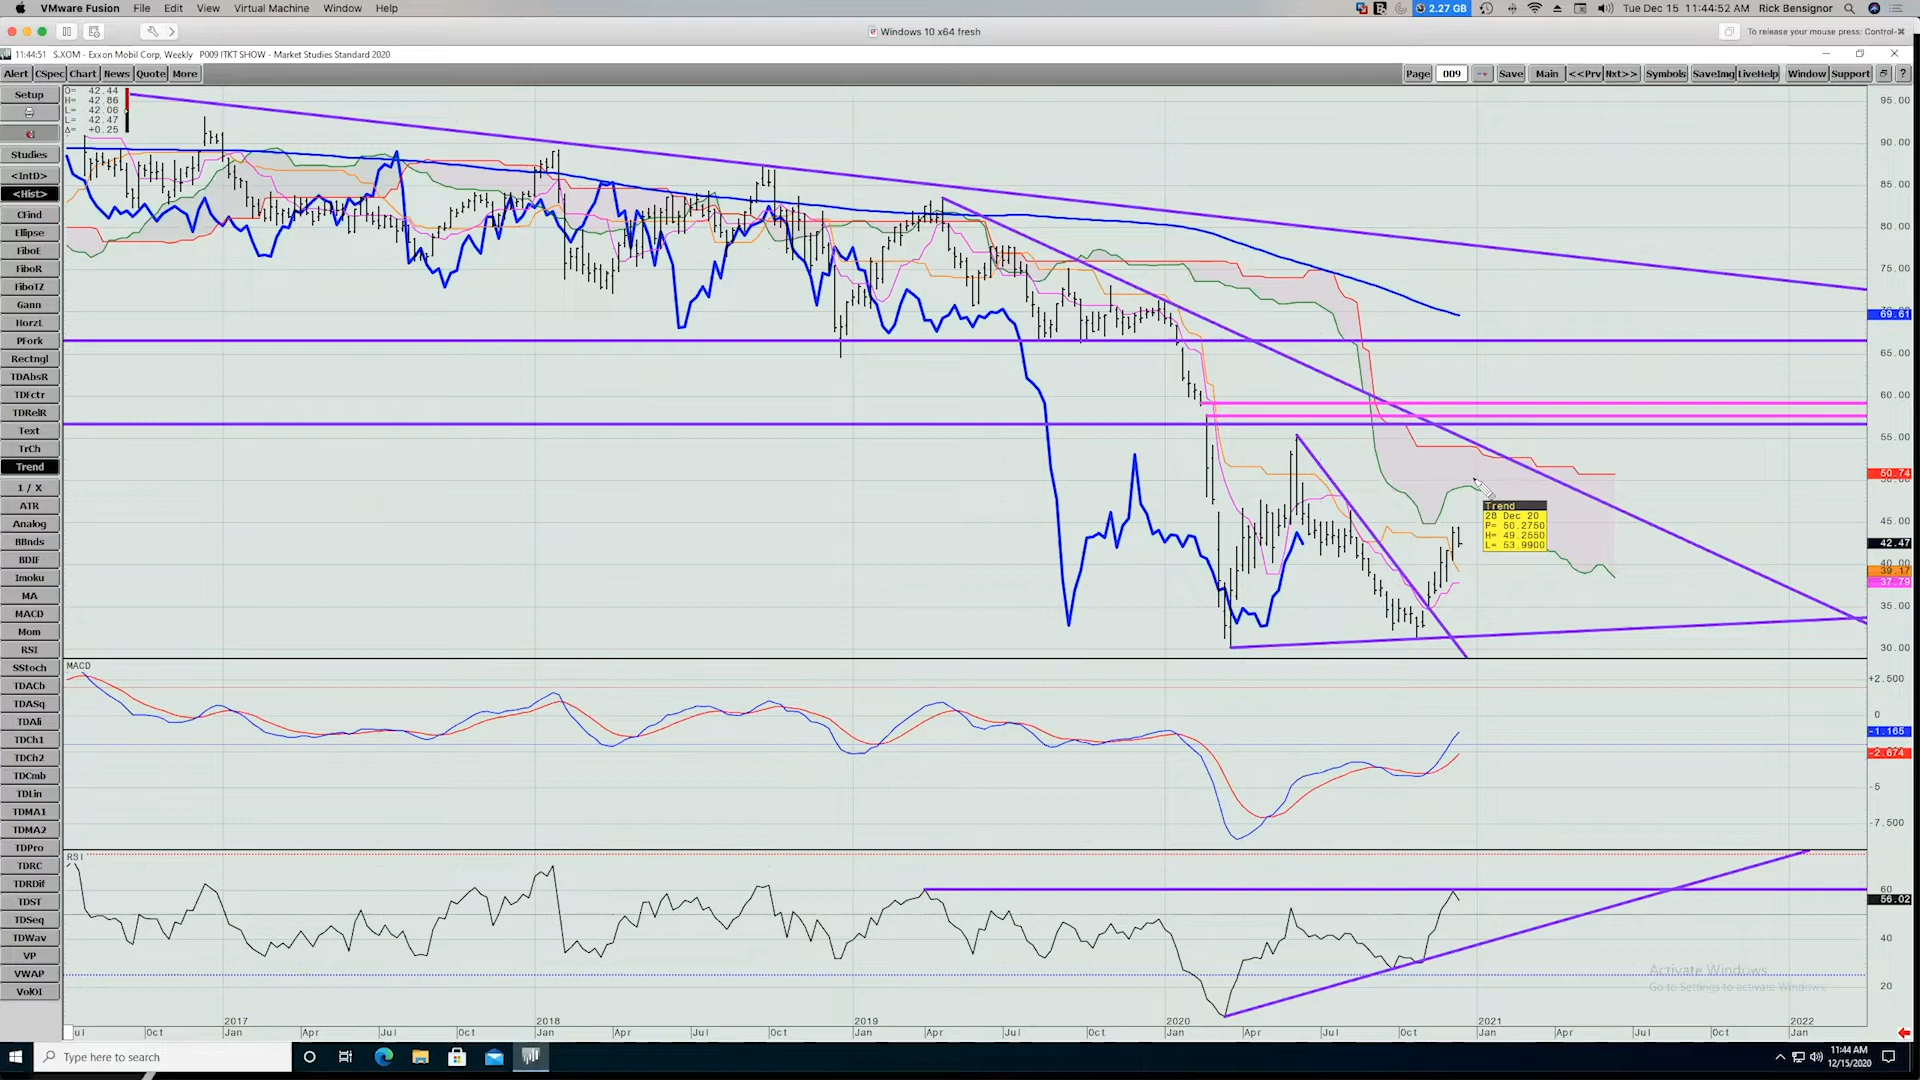 VMware Fusion File Edit View Virtual Machine Window Help 2.27 GB Tue Dec 15 11:44:52 AM Rick Bensignor
Windows 10 x64 fresh To release your mouse press: Control-⌘
11:44:51 S.XOM - Exxon Mobil Corp, Weekly P009 ITKT SHOW - Market Studies Standard 2020
Alert CSpec Chart News Quote More Page 009 Save Main <<Prv Nxt>> Symbols SaveImg LiveHelp Window Support ?
Setup
Studies
<IntD>
<Hist>
CFind
Ellipse
FiboE
FiboR
FiboTZ
Gann
HorzL
PFork
Rectngl
TDAbsR
TDFctr
TDRelR
Text
TrCh
Trend
1 / X
ATR
Analog
BBnds
BDIF
Imoku
MA
MACD
Mom
RSI
SStoch
TDACb
TDASq
TDAli
TDCh1
TDCh2
TDCmb
TDLin
TDMA1
TDMA2
TDPro
TDRC
TDRDif
TDST
TDSeq
TDWav
VP
VWAP
VolOI
O= 42.44
H= 42.86
L= 42.06
L= 42.47
Δ= +0.25
95.00
90.00
85.00
80.00
75.00
70.00
69.61
65.00
60.00
55.00
50.74
50.00
45.00
42.47
40.00
39.17
37.79
35.00
30.00
Trend
28 Dec 20
P= 50.2750
H= 49.2550
L= 53.9900
MACD
+2.500
0
-1.165
-2.674
-5
-7.500
RSI
60
56.02
40
20
Activate Windows
Go to Settings to activate Windows.
2017 2018 2019 2020 2021 2022
Jul Oct Jan Apr Jul Oct Jan Apr Jul Oct Jan Apr Jul Oct Jan Apr Jul Oct Jan Apr Jul Oct Jan
Type here to search
11:44 AM
12/15/2020